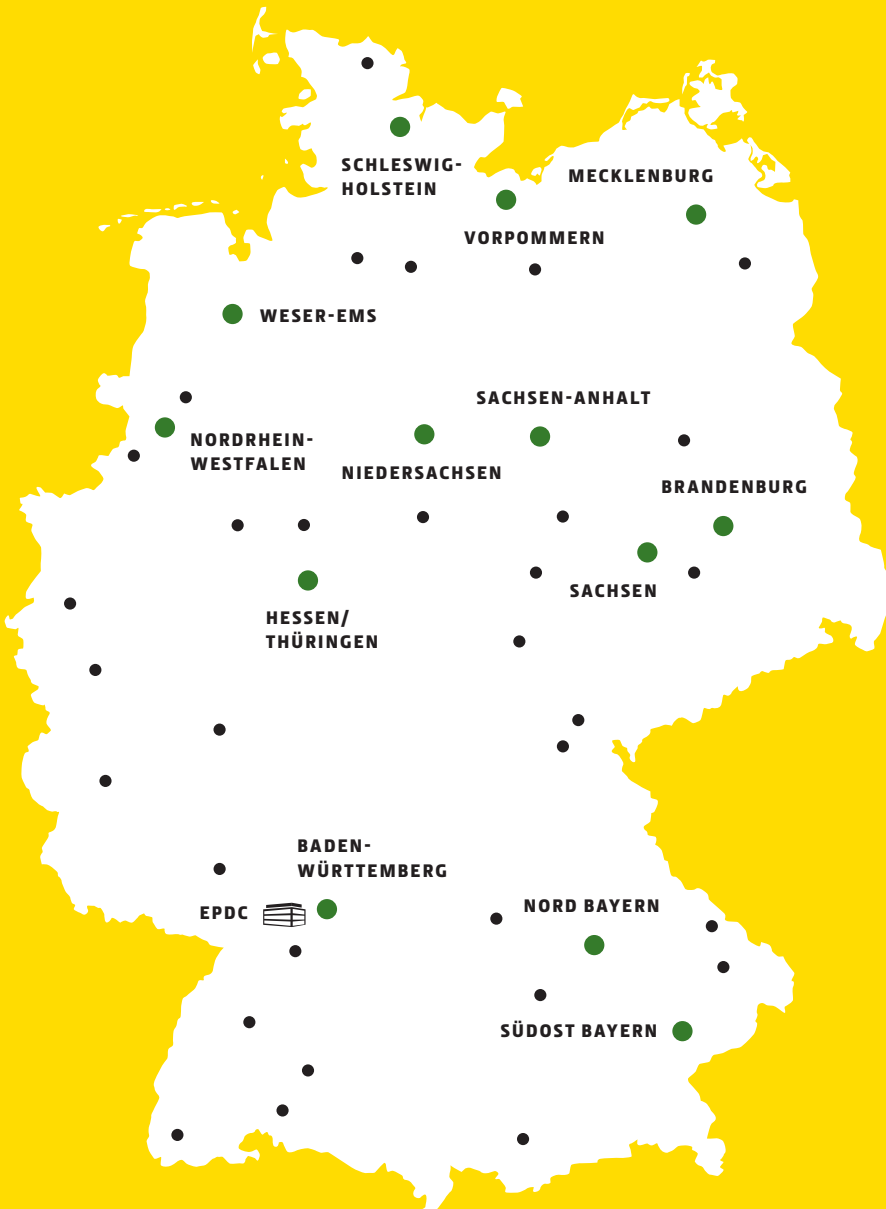 SCHLESWIG-
HOLSTEIN
MECKLENBURG
VORPOMMERN
WESER-EMS
SACHSEN-ANHALT
NORDRHEIN-
WESTFALEN
NIEDERSACHSEN
BRANDENBURG
SACHSEN
HESSEN/
THÜRINGEN
BADEN-
WÜRTTEMBERG
EPDC
NORD BAYERN
SÜDOST BAYERN